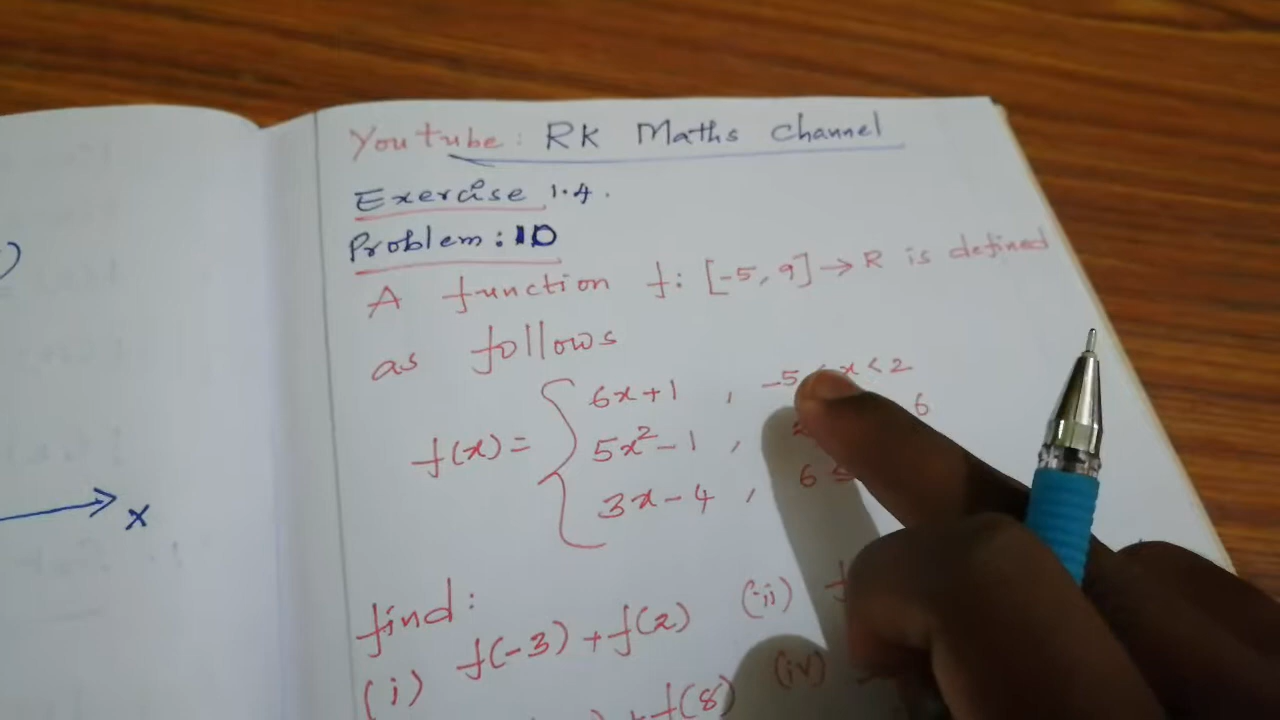 Youtube: RK Maths Channel
Exercise 1.4.
Problem: 10
A function f: [-5, 9] → R is defined
as follows
f(x) = { 6x+1 , -5 x < 2
5x² - 1 , 6
3x - 4 , 6 ≤
find:
(i) f(-3) + f(2) (ii) f
+ f(8) (iv)
x
)